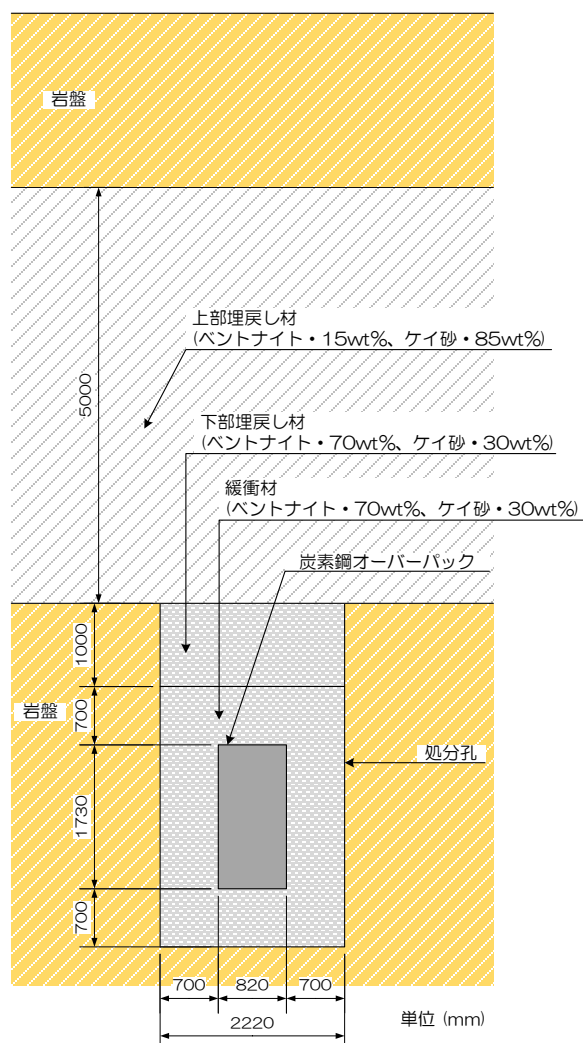 岩盤
5000
上部埋戻し材
(ベントナイト・15wt%、ケイ砂・85wt%)
下部埋戻し材
(ベントナイト・70wt%、ケイ砂・30wt%)
緩衝材
(ベントナイト・70wt%、ケイ砂・30wt%)
炭素鋼オーバーパック
1000
700
岩盤
処分孔
1730
700
700
820
700
2220
単位 (mm)